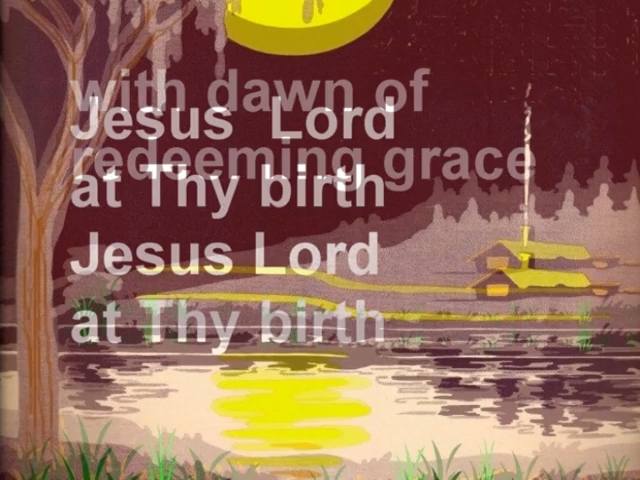 with dawn of
Jesus Lord
redeeming grace
at Thy birth
Jesus Lord
at Thy birth